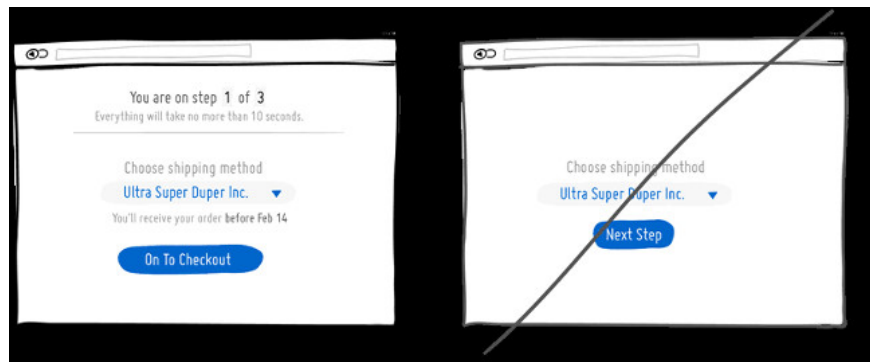 You are on step 1 of 3
Everything will take no more than 10 seconds.
Choose shipping method
Ultra Super Duper Inc.
You'll receive your order before Feb 14
On To Checkout
Choose shipping method
Ultra Super Duper Inc.
Next Step